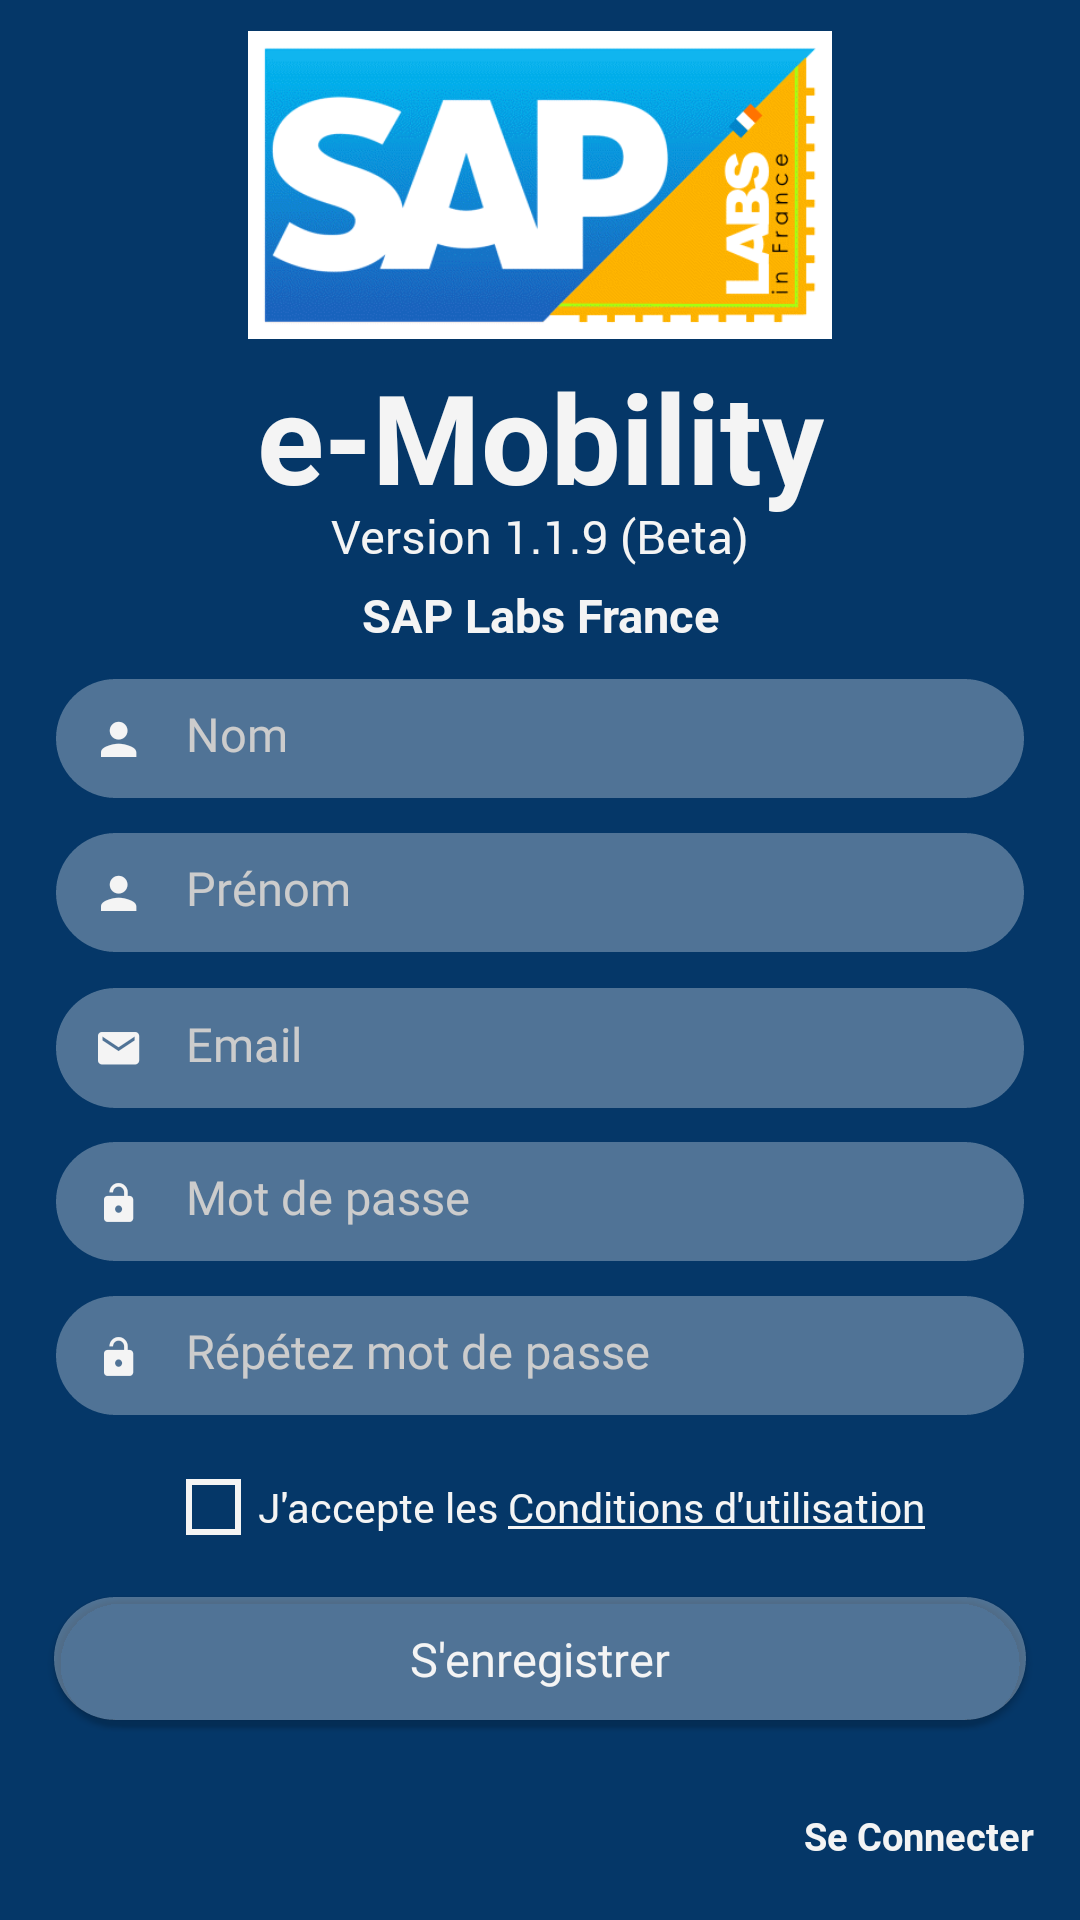 SAP
LABS
in France
e-Mobility
Version 1.1.9 (Beta)
SAP Labs France
Nom
Prénom
Email
Mot de passe
Répétez mot de passe
J'accepte les Conditions d'utilisation
S'enregistrer
Se Connecter